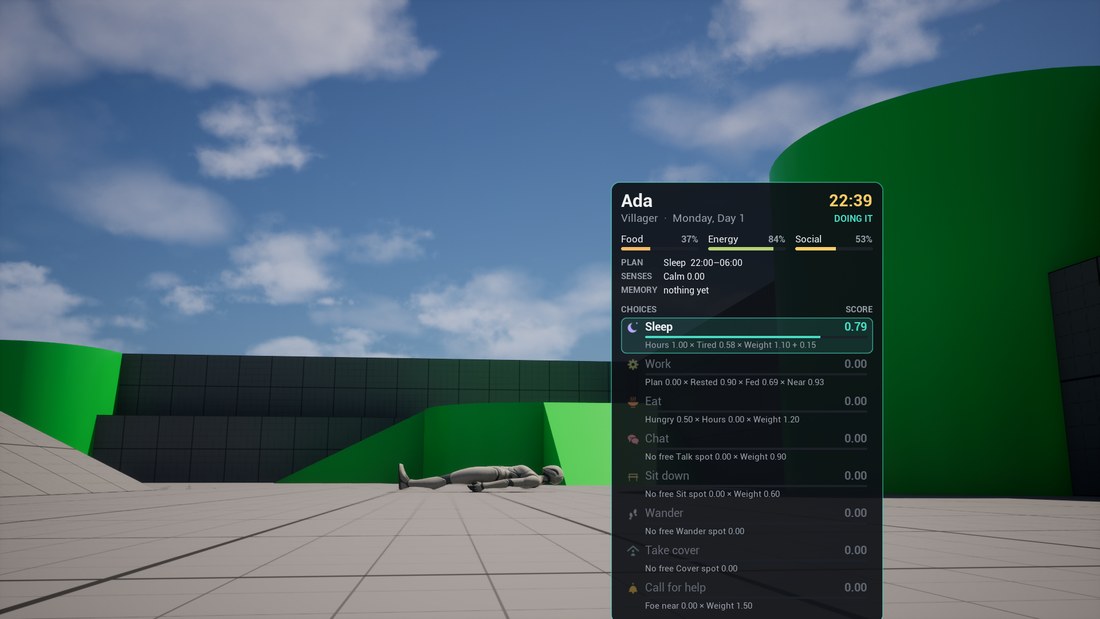 Ada 22:39
Villager · Monday, Day 1 DOING IT
Food 37% Energy 84% Social 53%
PLAN Sleep 22:00–06:00
SENSES Calm 0.00
MEMORY nothing yet
CHOICES SCORE
Sleep 0.79
Hours 1.00 × Tired 0.58 × Weight 1.10 + 0.15
Work 0.00
Plan 0.00 × Rested 0.90 × Fed 0.69 × Near 0.93
Eat 0.00
Hungry 0.50 × Hours 0.00 × Weight 1.20
Chat 0.00
No free Talk spot 0.00 × Weight 0.90
Sit down 0.00
No free Sit spot 0.00 × Weight 0.60
Wander 0.00
No free Wander spot 0.00
Take cover 0.00
No free Cover spot 0.00
Call for help 0.00
Foe near 0.00 × Weight 1.50